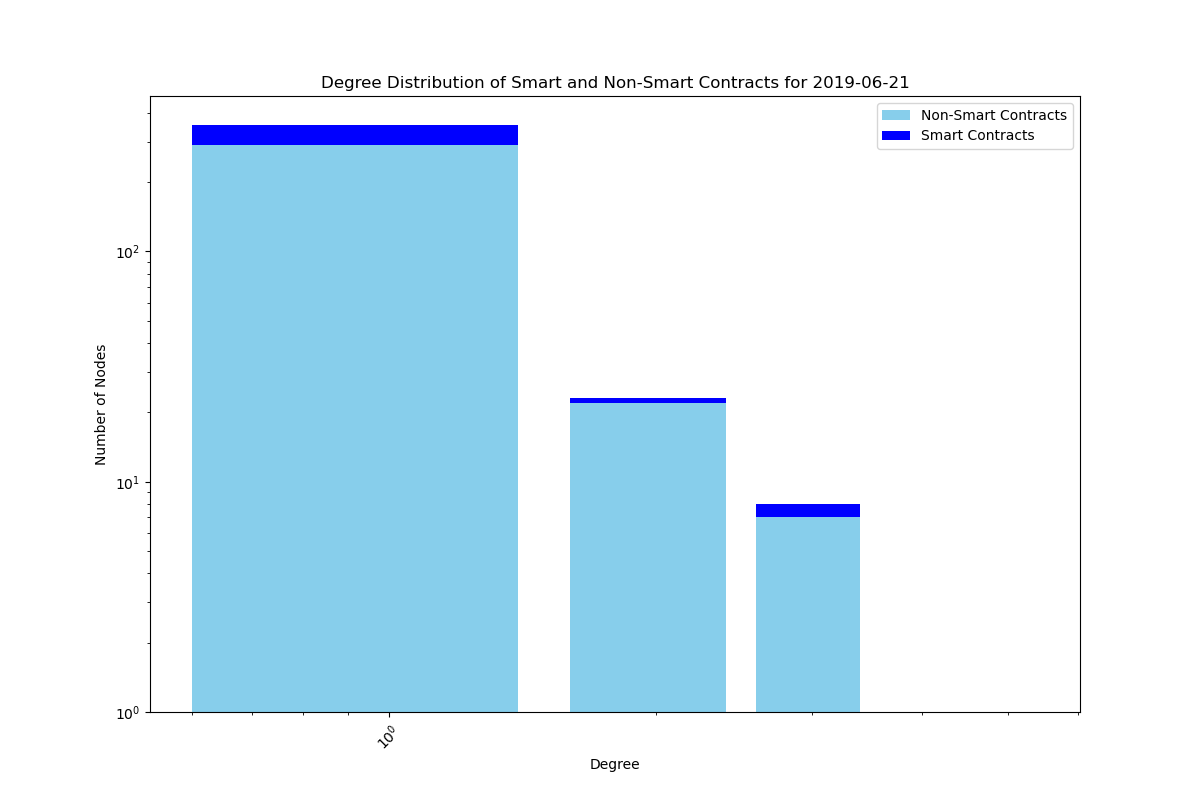 Degree Distribution of Smart and Non-Smart Contracts for 2019-06-21
Non-Smart Contracts
Smart Contracts
Number of Nodes
10²
10¹
10⁰
10⁰
Degree